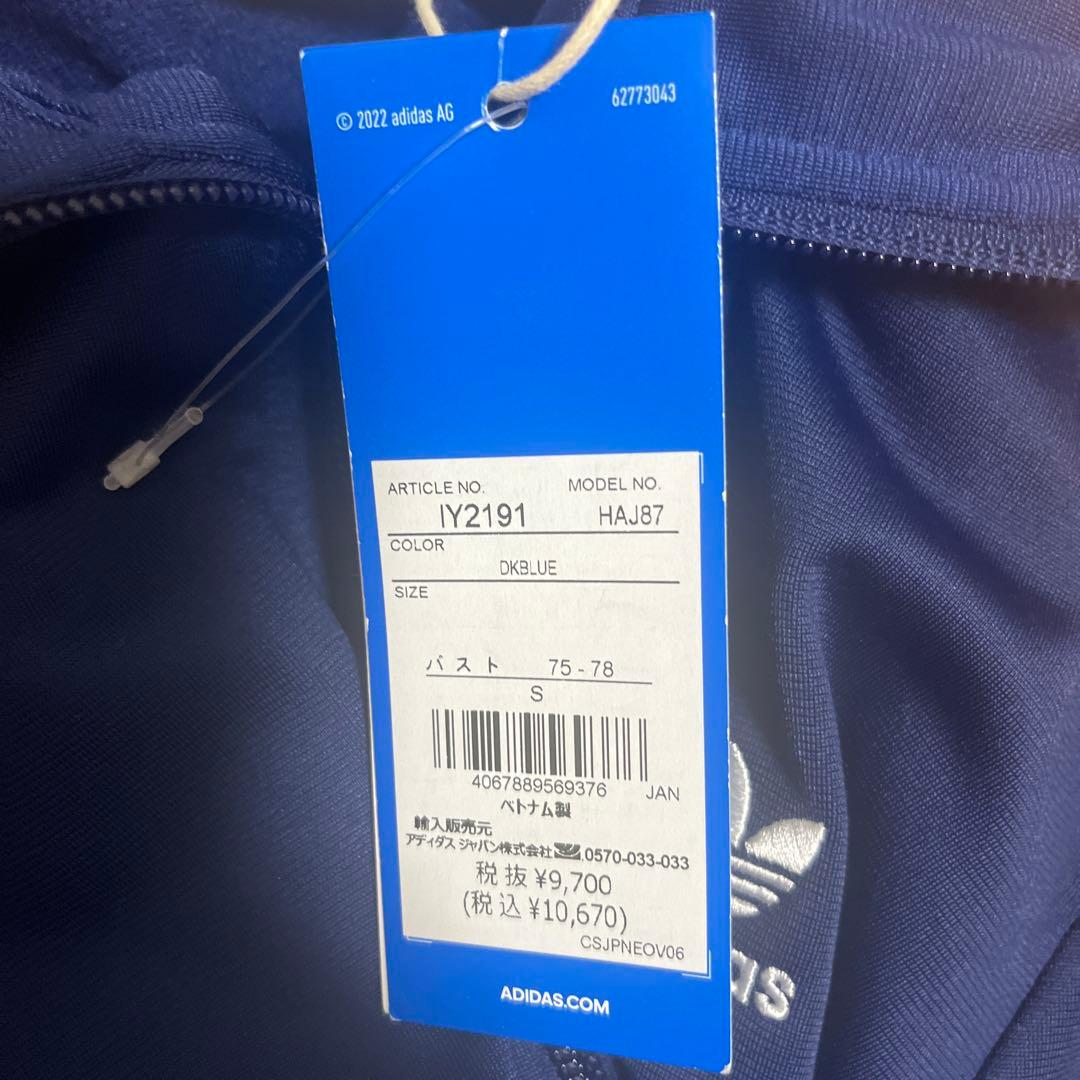 © 2022 adidas AG
62773043
ARTICLE NO. MODEL NO.
IY2191 HAJ87
COLOR
DKBLUE
SIZE
バスト 75-78
S
4067889569376 JAN
ベトナム製
輸入販売元
アディダス ジャパン株式会社 0570-033-033
税抜 ¥9,700
(税込 ¥10,670)
CSJPNEOV06
ADIDAS.COM